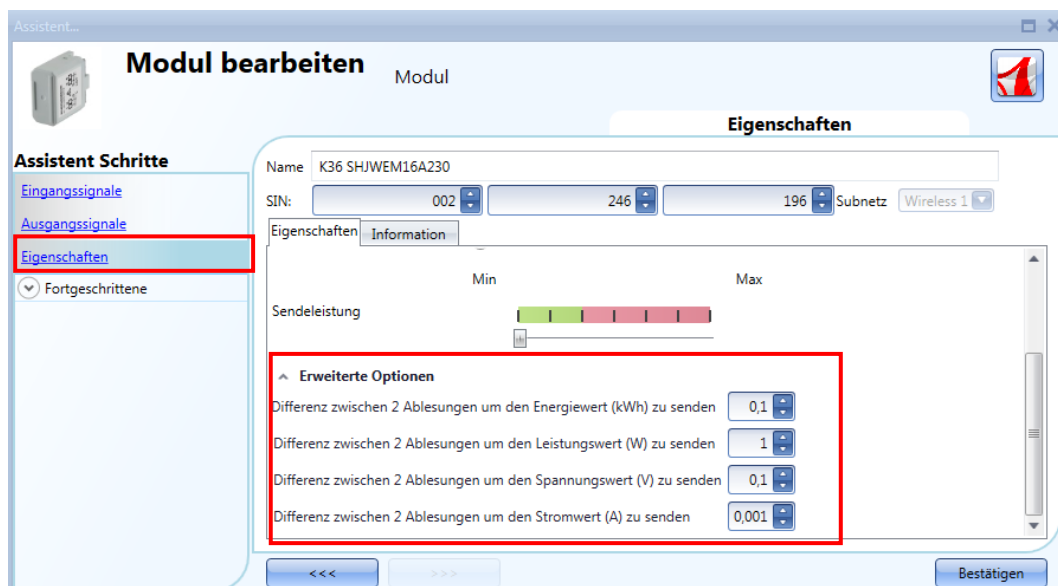 Assistent...
Modul bearbeiten
Modul
Eigenschaften
Assistent Schritte
Eingangssignale
Ausgangssignale
Eigenschaften
Fortgeschrittene
Name K36 SHJWEM16A230
SIN: 002 246 196 Subnetz Wireless 1
Eigenschaften Information
Min Max
Sendeleistung
Erweiterte Optionen
Differenz zwischen 2 Ablesungen um den Energiewert (kWh) zu senden 0,1
Differenz zwischen 2 Ablesungen um den Leistungswert (W) zu senden 1
Differenz zwischen 2 Ablesungen um den Spannungswert (V) zu senden 0,1
Differenz zwischen 2 Ablesungen um den Stromwert (A) zu senden 0,001
<<< >>> Bestätigen